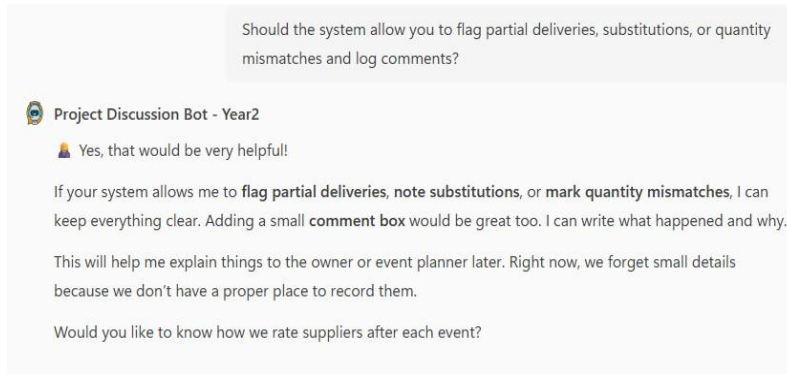 Should the system allow you to flag partial deliveries, substitutions, or quantity
mismatches and log comments?
Project Discussion Bot - Year2
Yes, that would be very helpful!
If your system allows me to flag partial deliveries, note substitutions, or mark quantity mismatches, I can
keep everything clear. Adding a small comment box would be great too. I can write what happened and why.
This will help me explain things to the owner or event planner later. Right now, we forget small details
because we don't have a proper place to record them.
Would you like to know how we rate suppliers after each event?